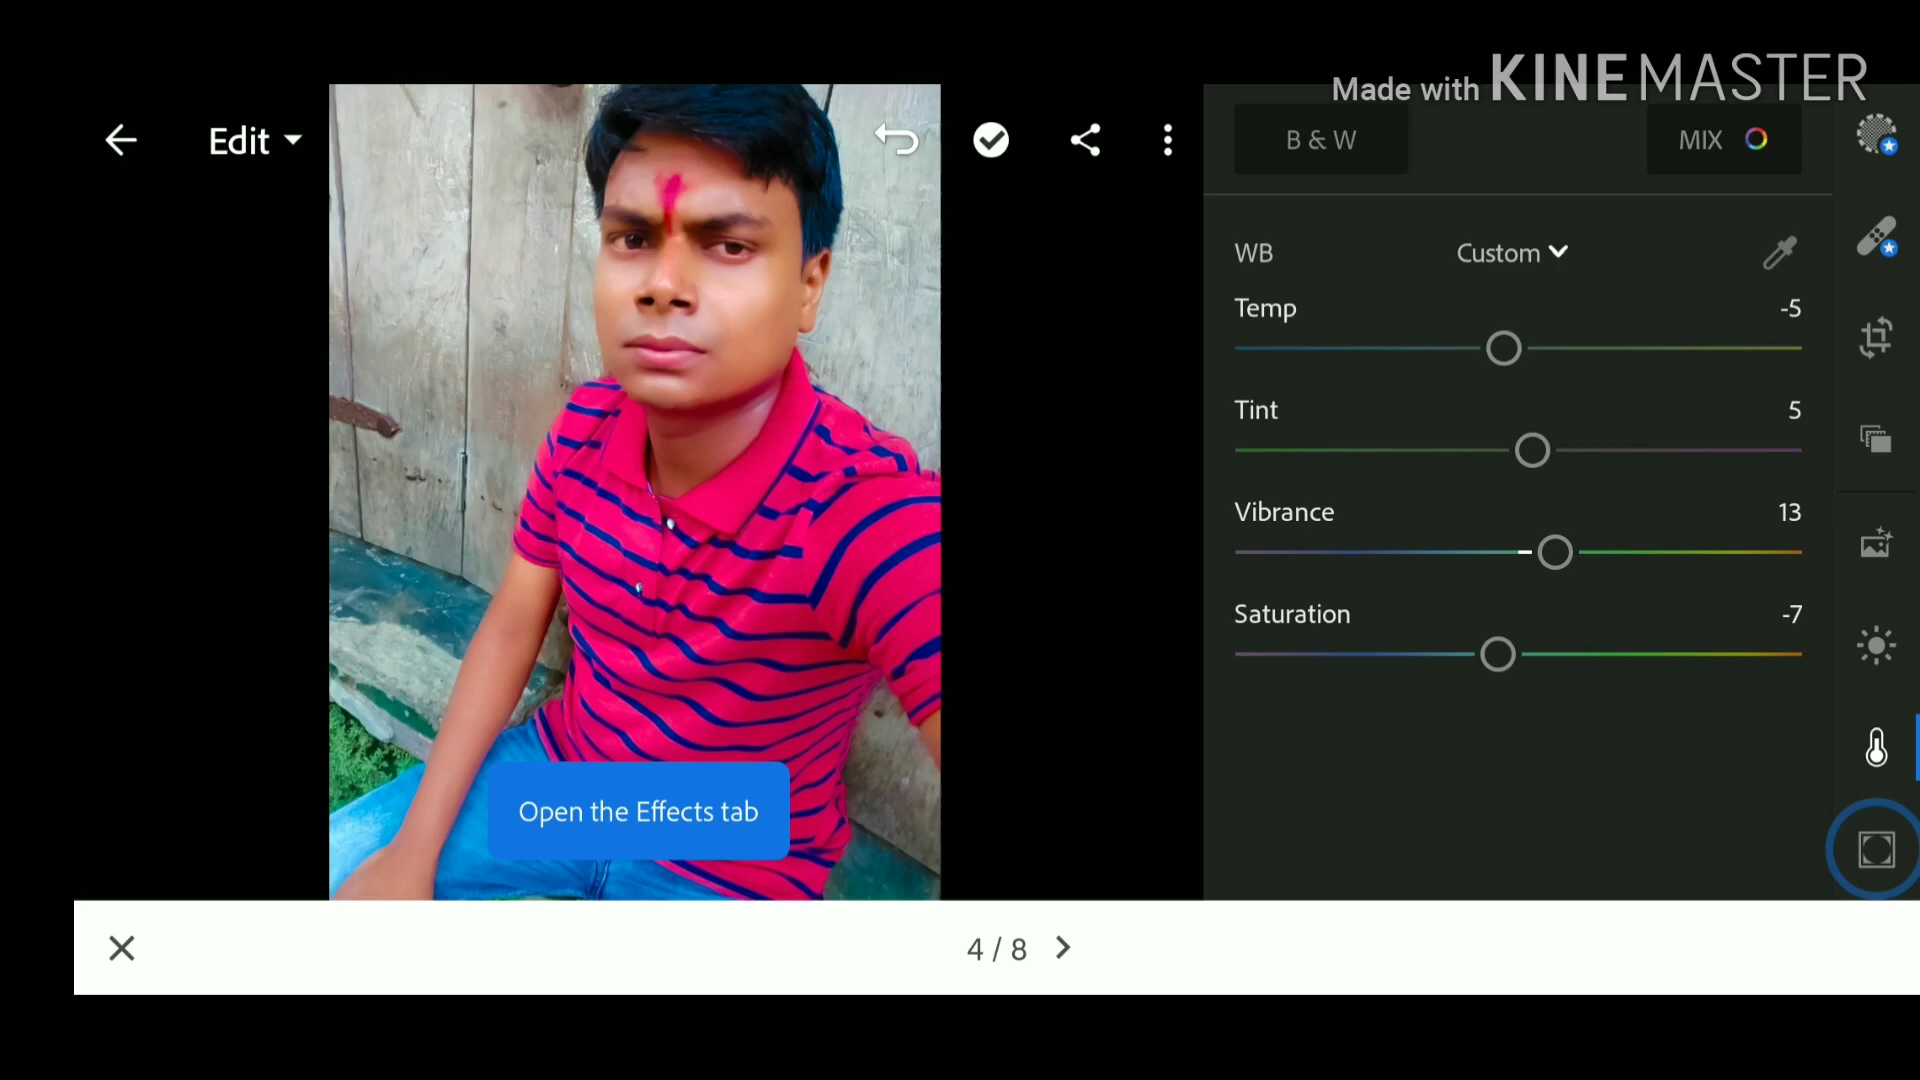 Made with KINEMASTER
Edit
B & W
MIX
WB
Custom
Temp
-5
Tint
5
Vibrance
13
Saturation
-7
Open the Effects tab
4 / 8